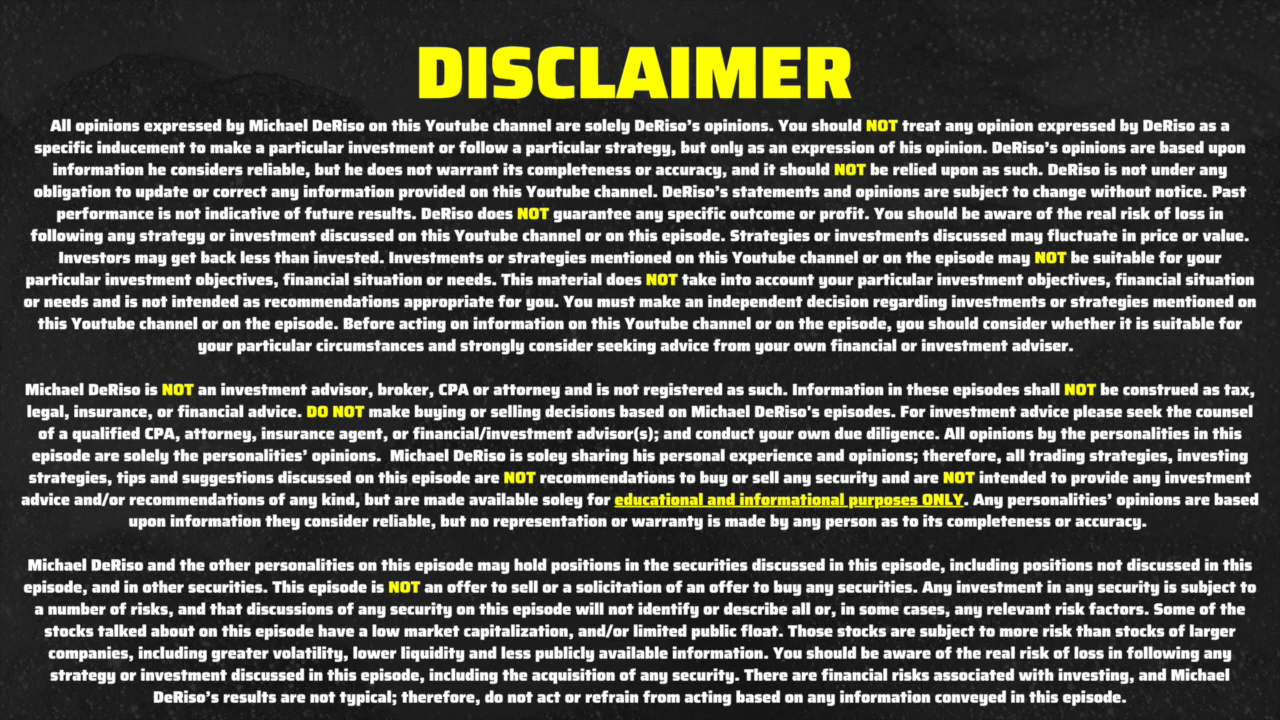 DISCLAIMER
All opinions expressed by Michael DeRiso on this Youtube channel are solely DeRiso's opinions. You should NOT treat any opinion expressed by DeRiso as a
specific inducement to make a particular investment or follow a particular strategy, but only as an expression of his opinion. DeRiso's opinions are based upon
information he considers reliable, but he does not warrant its completeness or accuracy, and it should NOT be relied upon as such. DeRiso is not under any
obligation to update or correct any information provided on this Youtube channel. DeRiso's statements and opinions are subject to change without notice. Past
performance is not indicative of future results. DeRiso does NOT guarantee any specific outcome or profit. You should be aware of the real risk of loss in
following any strategy or investment discussed on this Youtube channel or on this episode. Strategies or investments discussed may fluctuate in price or value.
Investors may get back less than invested. Investments or strategies mentioned on this Youtube channel or on the episode may NOT be suitable for your
particular investment objectives, financial situation or needs. This material does NOT take into account your particular investment objectives, financial situation
or needs and is not intended as recommendations appropriate for you. You must make an independent decision regarding investments or strategies mentioned on
this Youtube channel or on the episode. Before acting on information on this Youtube channel or on the episode, you should consider whether it is suitable for
your particular circumstances and strongly consider seeking advice from your own financial or investment adviser.
Michael DeRiso is NOT an investment advisor, broker, CPA or attorney and is not registered as such. Information in these episodes shall NOT be construed as tax,
legal, insurance, or financial advice. DO NOT make buying or selling decisions based on Michael DeRiso's episodes. For investment advice please seek the counsel
of a qualified CPA, attorney, insurance agent, or financial/investment advisor(s); and conduct your own due diligence. All opinions by the personalities in this
episode are solely the personalities' opinions. Michael DeRiso is soley sharing his personal experience and opinions; therefore, all trading strategies, investing
strategies, tips and suggestions discussed on this episode are NOT recommendations to buy or sell any security and are NOT intended to provide any investment
advice and/or recommendations of any kind, but are made available soley for educational and informational purposes ONLY. Any personalities' opinions are based
upon information they consider reliable, but no representation or warranty is made by any person as to its completeness or accuracy.
Michael DeRiso and the other personalities on this episode may hold positions in the securities discussed in this episode, including positions not discussed in this
episode, and in other securities. This episode is NOT an offer to sell or a solicitation of an offer to buy any securities. Any investment in any security is subject to
a number of risks, and that discussions of any security on this episode will not identify or describe all or, in some cases, any relevant risk factors. Some of the
stocks talked about on this episode have a low market capitalization, and/or limited public float. Those stocks are subject to more risk than stocks of larger
companies, including greater volatility, lower liquidity and less publicly available information. You should be aware of the real risk of loss in following any
strategy or investment discussed in this episode, including the acquisition of any security. There are financial risks associated with investing, and Michael
DeRiso's results are not typical; therefore, do not act or refrain from acting based on any information conveyed in this episode.